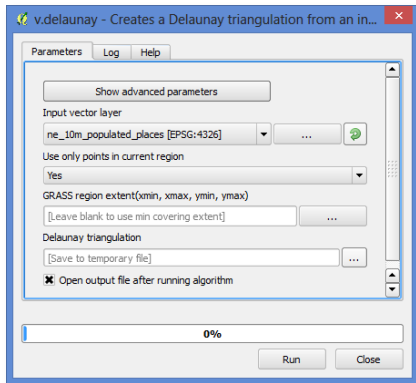 v.delaunay - Creates a Delaunay triangulation from an in...
Parameters Log Help
Show advanced parameters
Input vector layer
ne_10m_populated_places [EPSG:4326] ...
Use only points in current region
Yes
GRASS region extent(xmin, xmax, ymin, ymax)
[Leave blank to use min covering extent] ...
Delaunay triangulation
[Save to temporary file] ...
Open output file after running algorithm
0%
Run Close